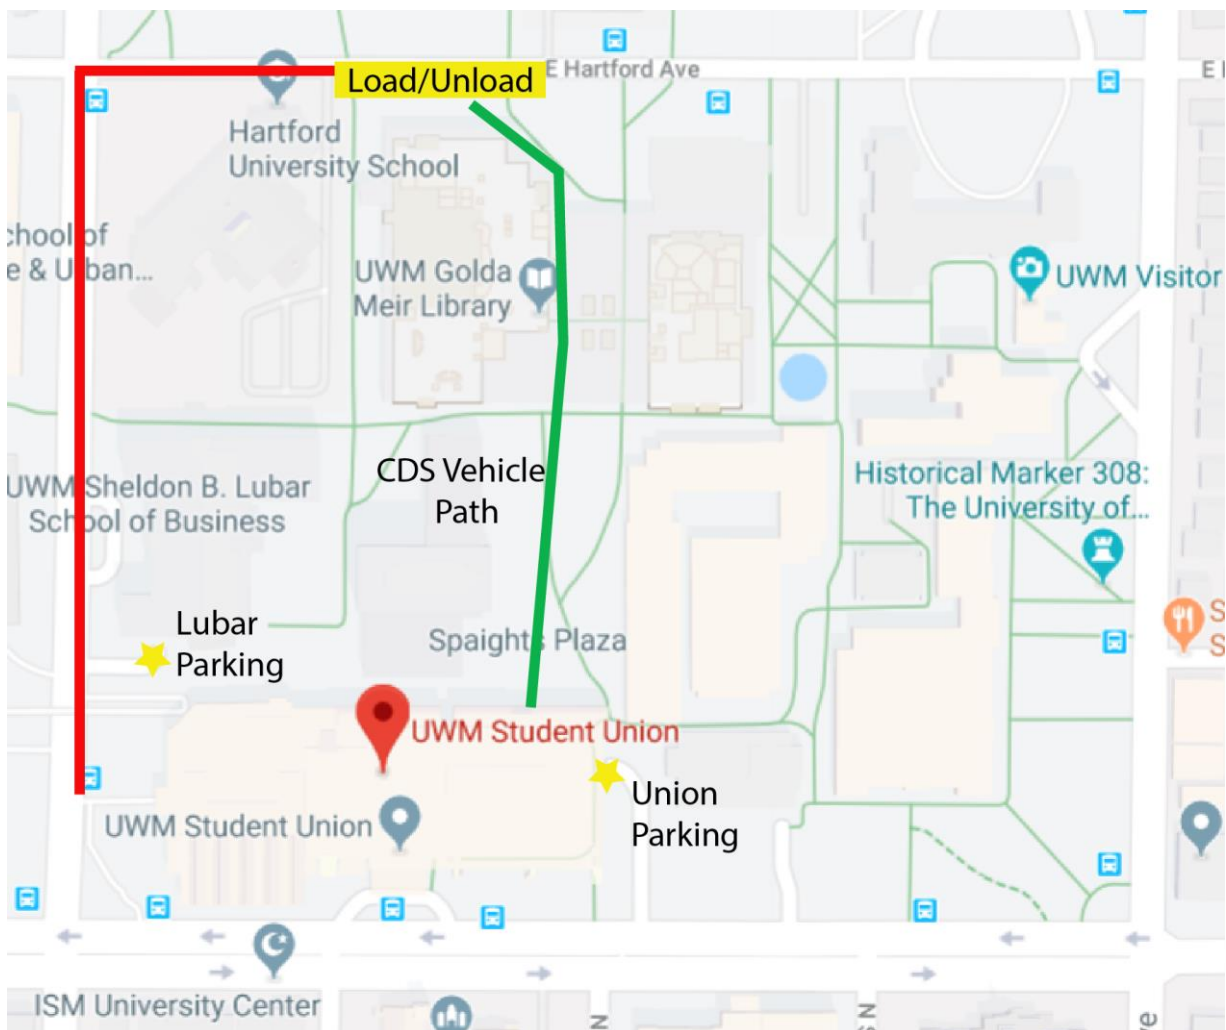 Load/Unload
E Hartford Ave
E
Hartford
University School
chool of
e & Urban...
UWM Golda
Meir Library
UWM Visitor
CDS Vehicle
Path
UWM Sheldon B. Lubar
School of Business
Historical Marker 308:
The University of...
Lubar
Parking
Spaights Plaza
S
S
UWM Student Union
Union
Parking
UWM Student Union
ISM University Center
N
S N
e